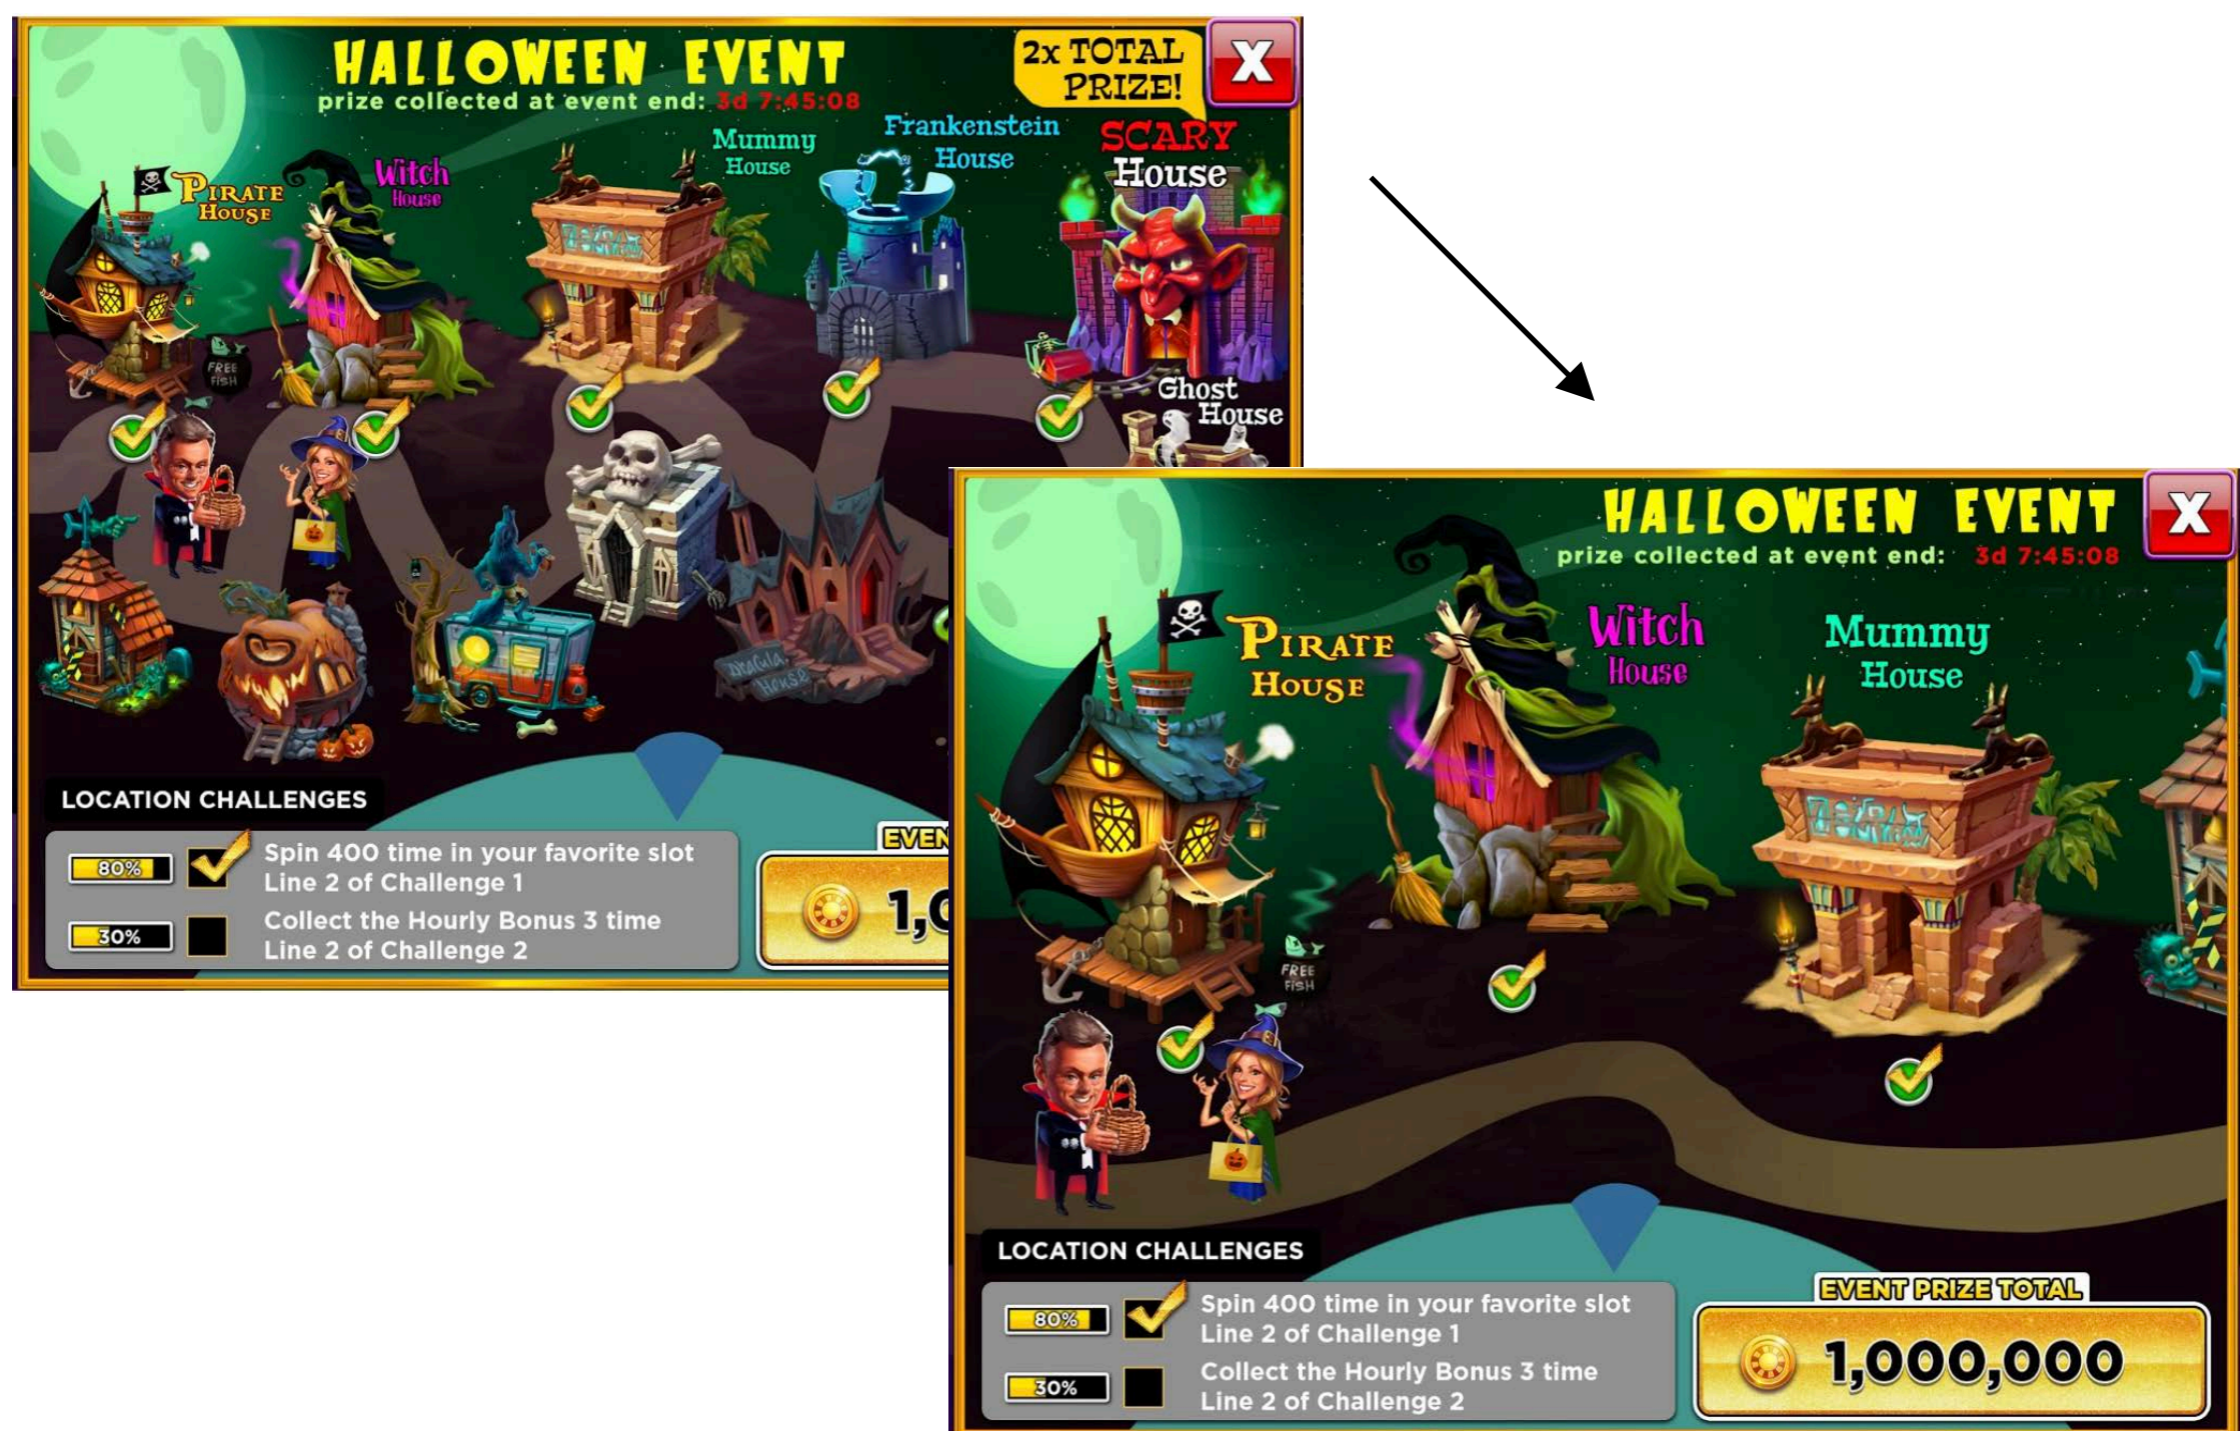 HALLOWEEN EVENT
prize collected at event end: 3d 7:45:08
2x TOTAL
PRIZE!
X
PIRATE
HOUSE
Witch
House
Mummy
House
Frankenstein
House
SCARY
House
FREE
FISH
Ghost
House
Dracula
House
LOCATION CHALLENGES
80%
Spin 400 time in your favorite slot
Line 2 of Challenge 1
30%
Collect the Hourly Bonus 3 time
Line 2 of Challenge 2
EVEN
HALLOWEEN EVENT
prize collected at event end: 3d 7:45:08
X
PIRATE
HOUSE
Witch
House
Mummy
House
FREE
FISH
LOCATION CHALLENGES
80%
Spin 400 time in your favorite slot
Line 2 of Challenge 1
30%
Collect the Hourly Bonus 3 time
Line 2 of Challenge 2
EVENT PRIZE TOTAL
1,000,000